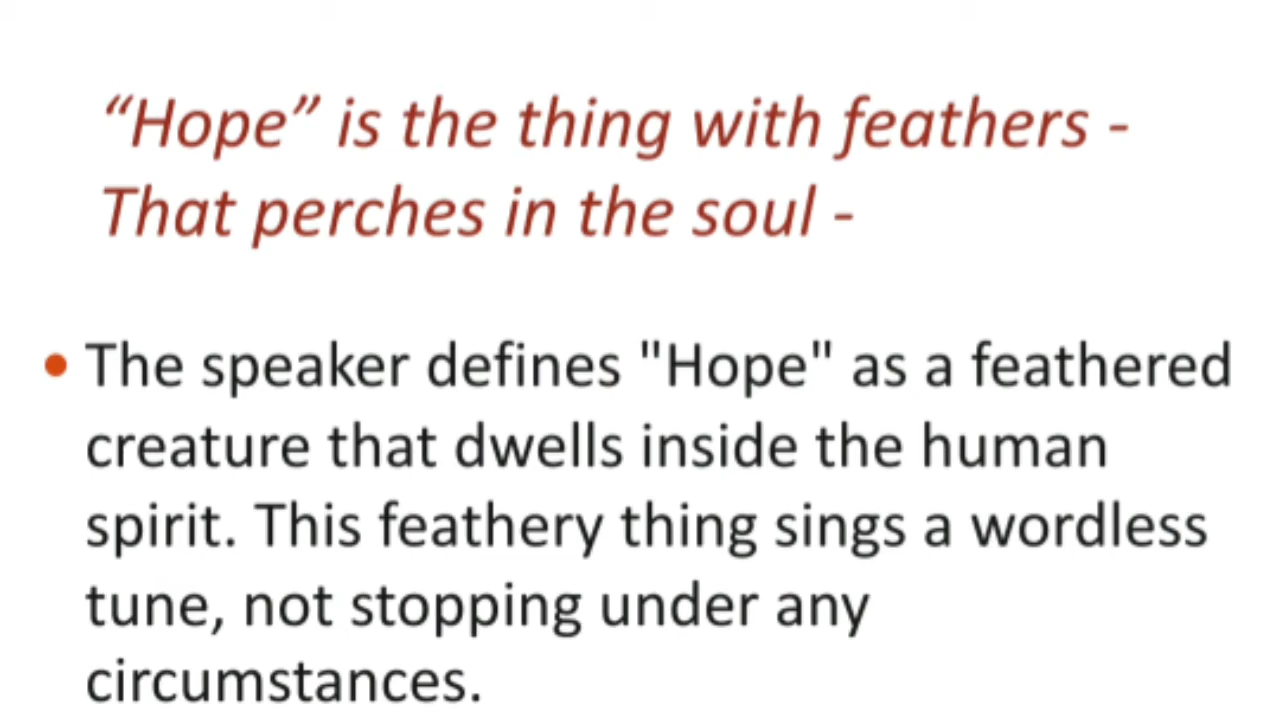 “Hope” is the thing with feathers -
That perches in the soul -
• The speaker defines "Hope" as a feathered
creature that dwells inside the human
spirit. This feathery thing sings a wordless
tune, not stopping under any
circumstances.